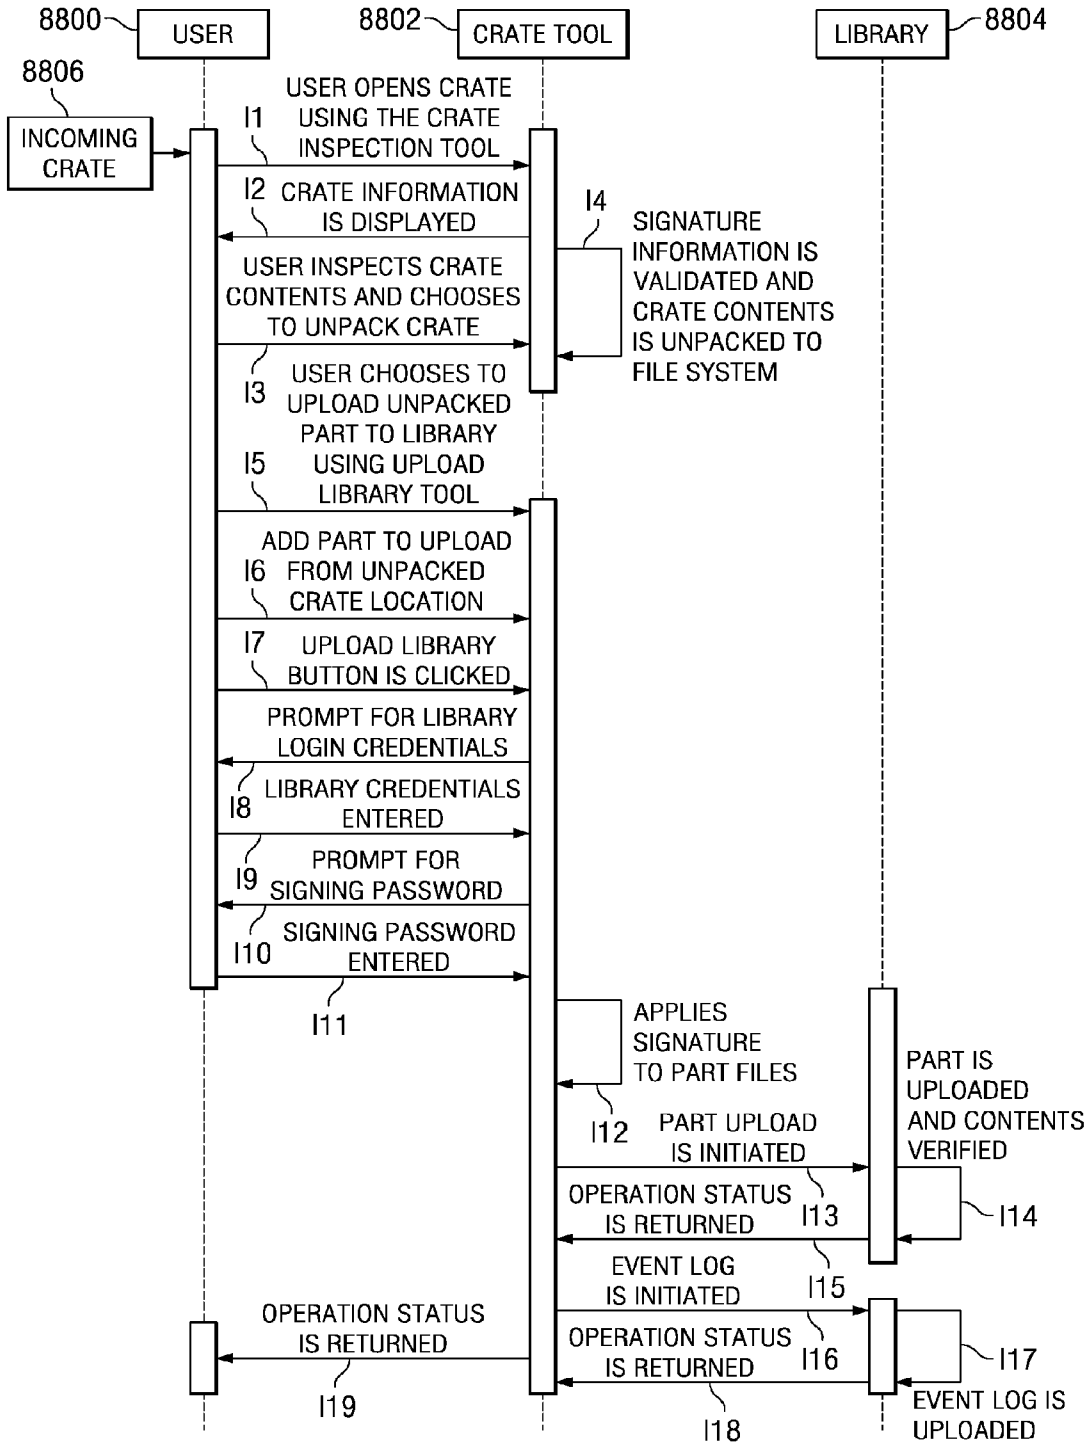 8800
USER
8802
CRATE TOOL
LIBRARY
8804
8806
INCOMING
CRATE
USER OPENS CRATE
USING THE CRATE
INSPECTION TOOL
I1
I2
CRATE INFORMATION
IS DISPLAYED
I4
SIGNATURE
INFORMATION IS
VALIDATED AND
CRATE CONTENTS
IS UNPACKED TO
FILE SYSTEM
USER INSPECTS CRATE
CONTENTS AND CHOOSES
TO UNPACK CRATE
I3
USER CHOOSES TO
UPLOAD UNPACKED
PART TO LIBRARY
USING UPLOAD
LIBRARY TOOL
I5
ADD PART TO UPLOAD
FROM UNPACKED
CRATE LOCATION
I6
I7
UPLOAD LIBRARY
BUTTON IS CLICKED
PROMPT FOR LIBRARY
LOGIN CREDENTIALS
I8
LIBRARY CREDENTIALS
ENTERED
I9
PROMPT FOR
SIGNING PASSWORD
I10
SIGNING PASSWORD
ENTERED
I11
APPLIES
SIGNATURE
TO PART FILES
I12
PART IS
UPLOADED
AND CONTENTS
VERIFIED
PART UPLOAD
IS INITIATED
I13
I14
OPERATION STATUS
IS RETURNED
I15
EVENT LOG
IS INITIATED
I16
I17
EVENT LOG IS
UPLOADED
OPERATION STATUS
IS RETURNED
I18
OPERATION STATUS
IS RETURNED
I19